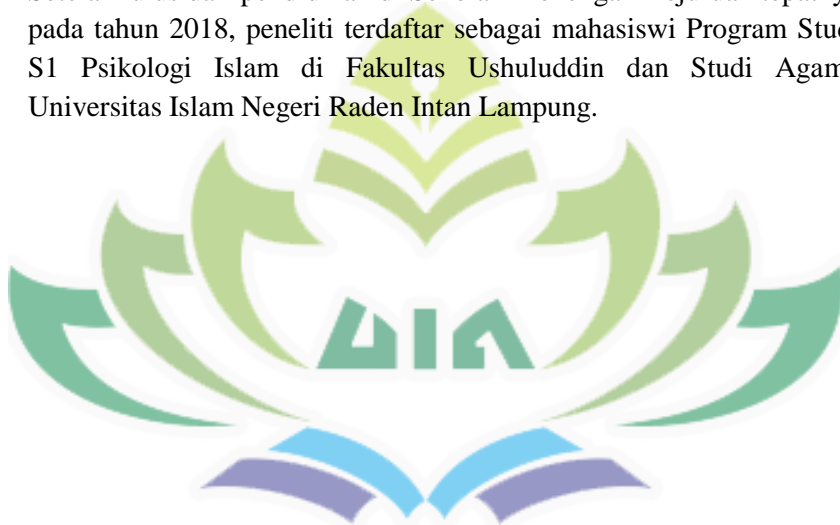 pada tahun 2018, peneliti terdaftar sebagai mahasiswi Program Stud
S1 Psikologi Islam di Fakultas Ushuluddin dan Studi Agam
Universitas Islam Negeri Raden Intan Lampung.
UIN